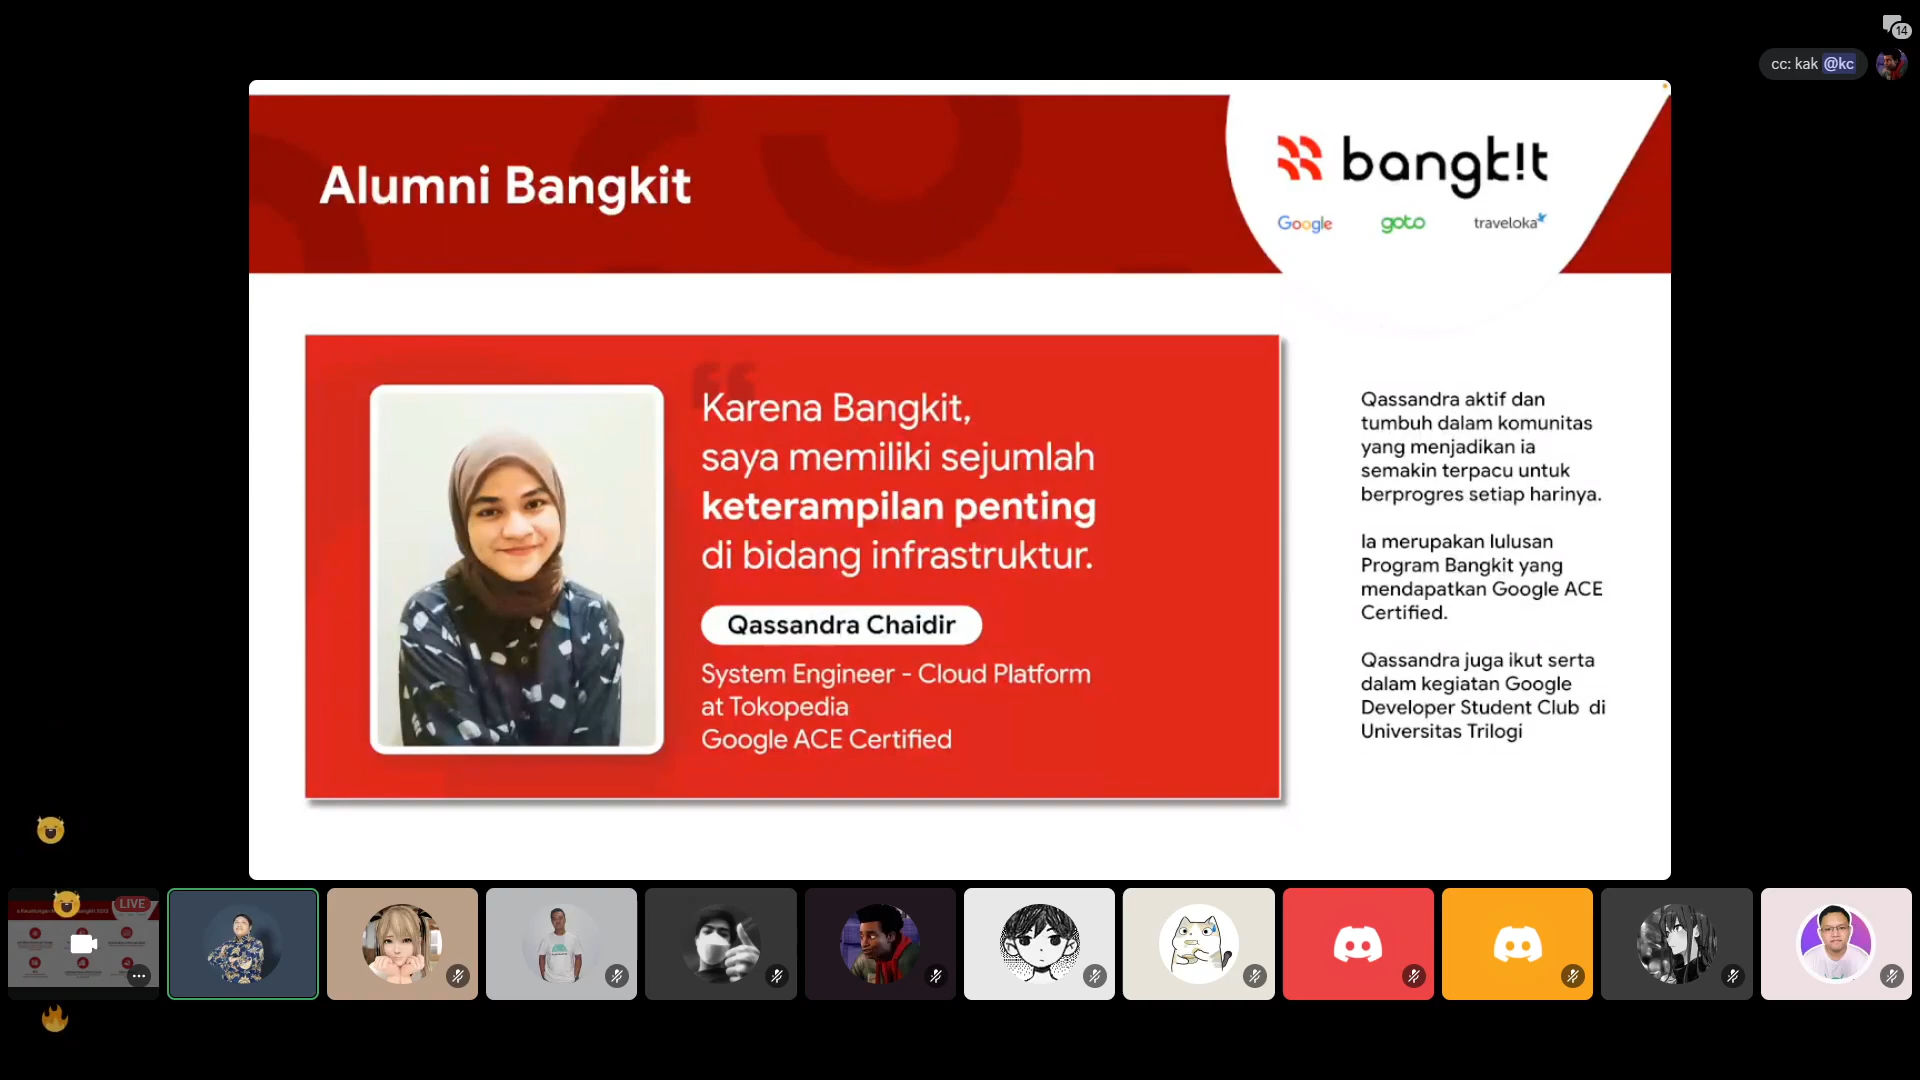 14
cc: kak @kc
Alumni Bangkit
bangk!t
Google goto traveloka
“
Karena Bangkit,
saya memiliki sejumlah
keterampilan penting
di bidang infrastruktur.
Qassandra Chaidir
System Engineer - Cloud Platform
at Tokopedia
Google ACE Certified
Qassandra aktif dan
tumbuh dalam komunitas
yang menjadikan ia
semakin terpacu untuk
berprogres setiap harinya.
Ia merupakan lulusan
Program Bangkit yang
mendapatkan Google ACE
Certified.
Qassandra juga ikut serta
dalam kegiatan Google
Developer Student Club di
Universitas Trilogi
LIVE